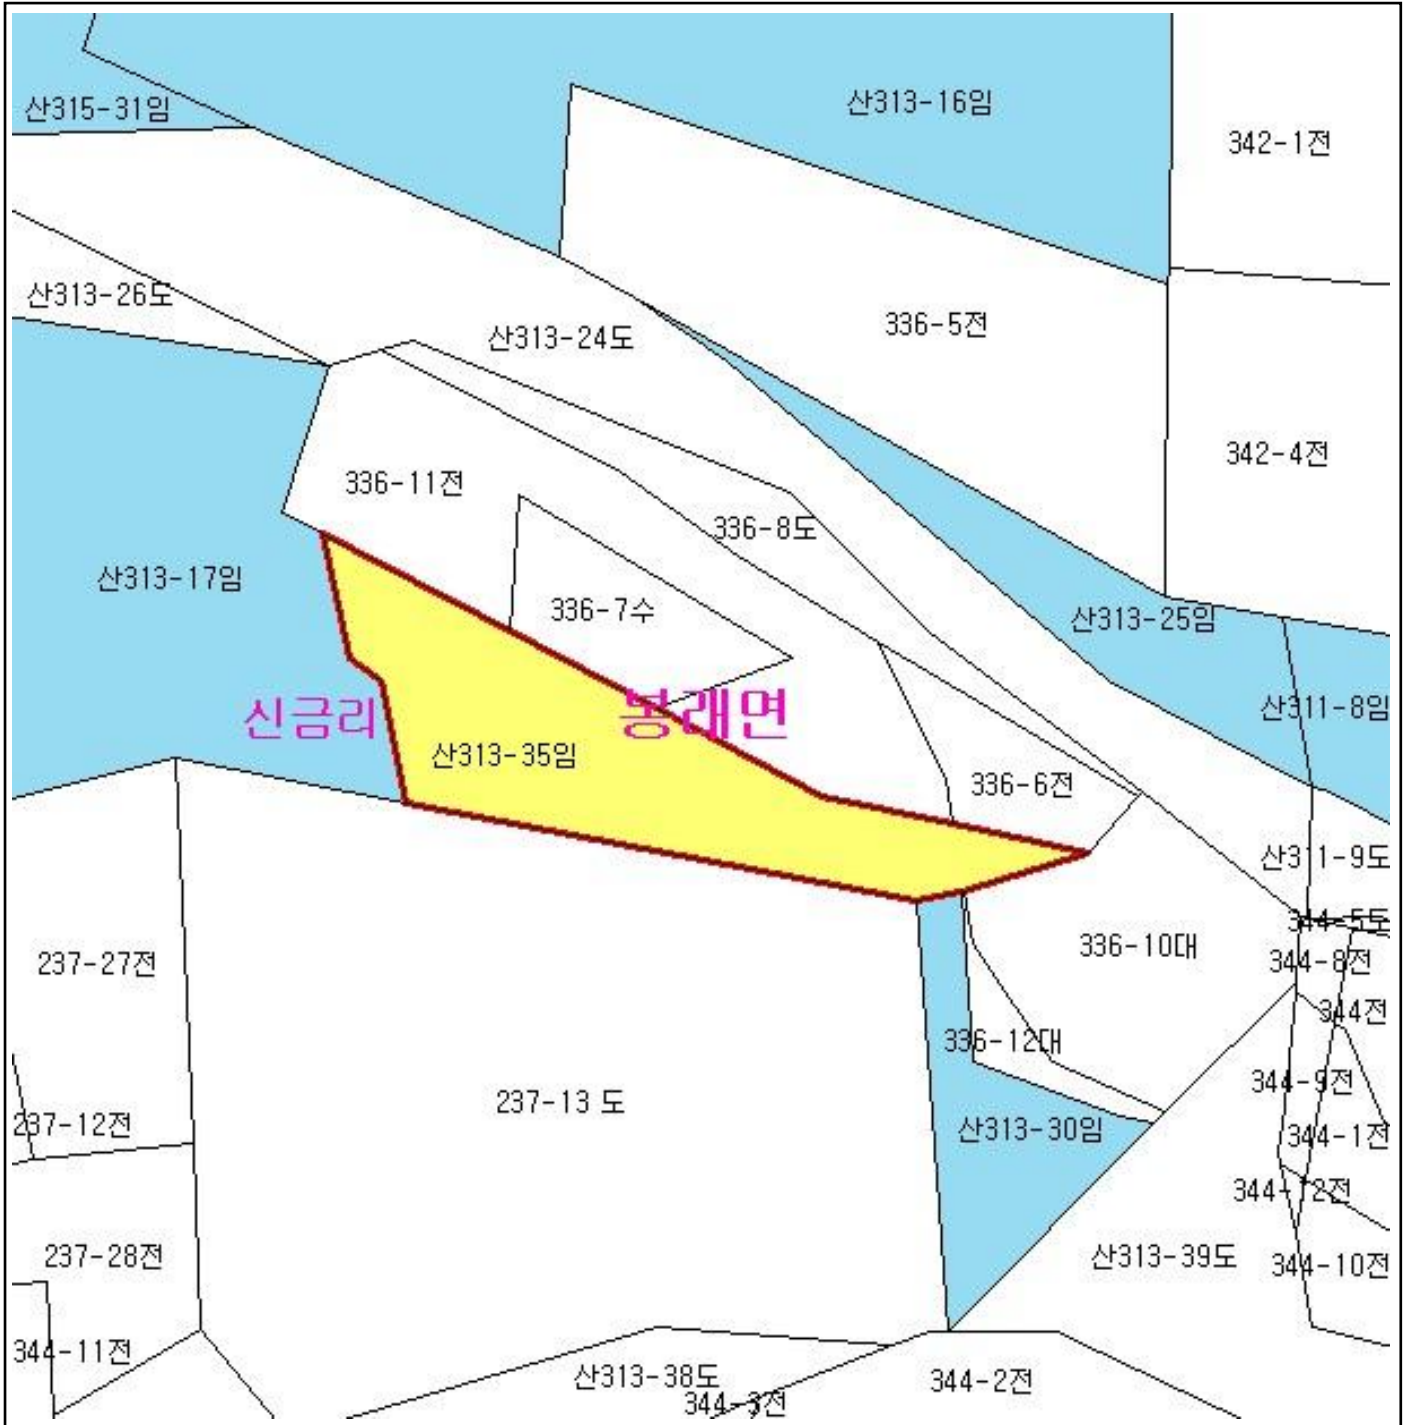 산315-31임
산313-16임
342-1전
산313-26도
산313-24도
336-5전
342-4전
336-11전
336-8도
산313-17임
336-7수
산313-25임
신금리
봉래면
산311-8임
산313-35임
336-6전
산311-9도
344-5도
237-27전
336-10대
344-8전
344전
336-12대
344-9전
237-13 도
237-12전
산313-30임
344-1전
344-12전
237-28전
산313-39도
344-10전
344-11전
산313-38도
344-2전
344-3전